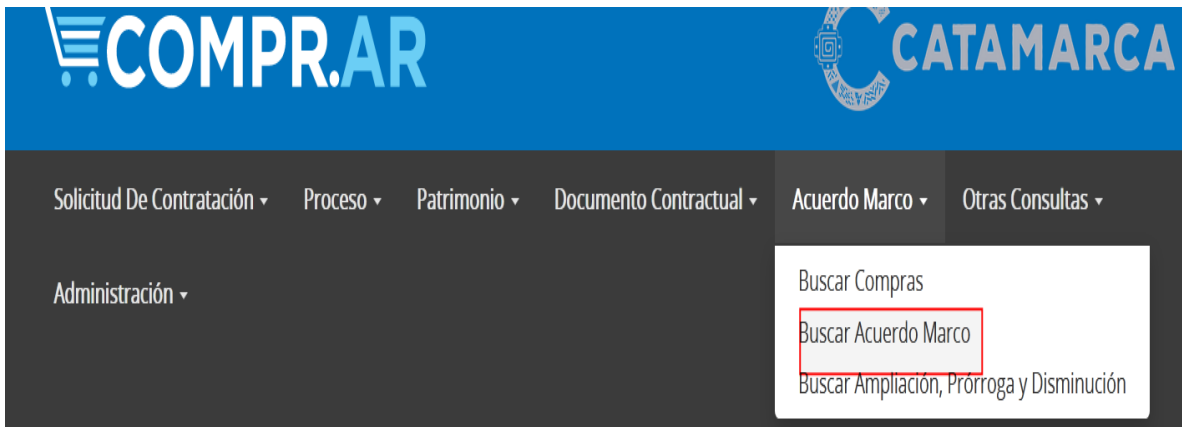 COMPR.AR
CATAMARCA
Solicitud De Contratación Proceso Patrimonio Documento Contractual Acuerdo Marco Otras Consultas
Administración
Buscar Compras
Buscar Acuerdo Marco
Buscar Ampliación, Prórroga y Disminución